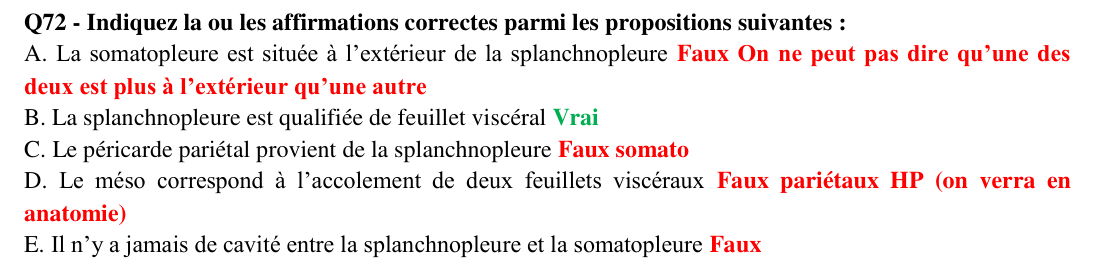 Q72 - Indiquez la ou les affirmations correctes parmi les propositions suivantes :
A. La somatopleure est située à l’extérieur de la splanchnopleure Faux On ne peut pas dire qu’une des
deux est plus à l’extérieur qu’une autre
B. La splanchnopleure est qualifiée de feuillet viscéral Vrai
C. Le péricarde pariétal provient de la splanchnopleure Faux somato
D. Le méso correspond à l’accolement de deux feuillets viscéraux Faux pariétaux HP (on verra en
anatomie)
E. Il n’y a jamais de cavité entre la splanchnopleure et la somatopleure Faux